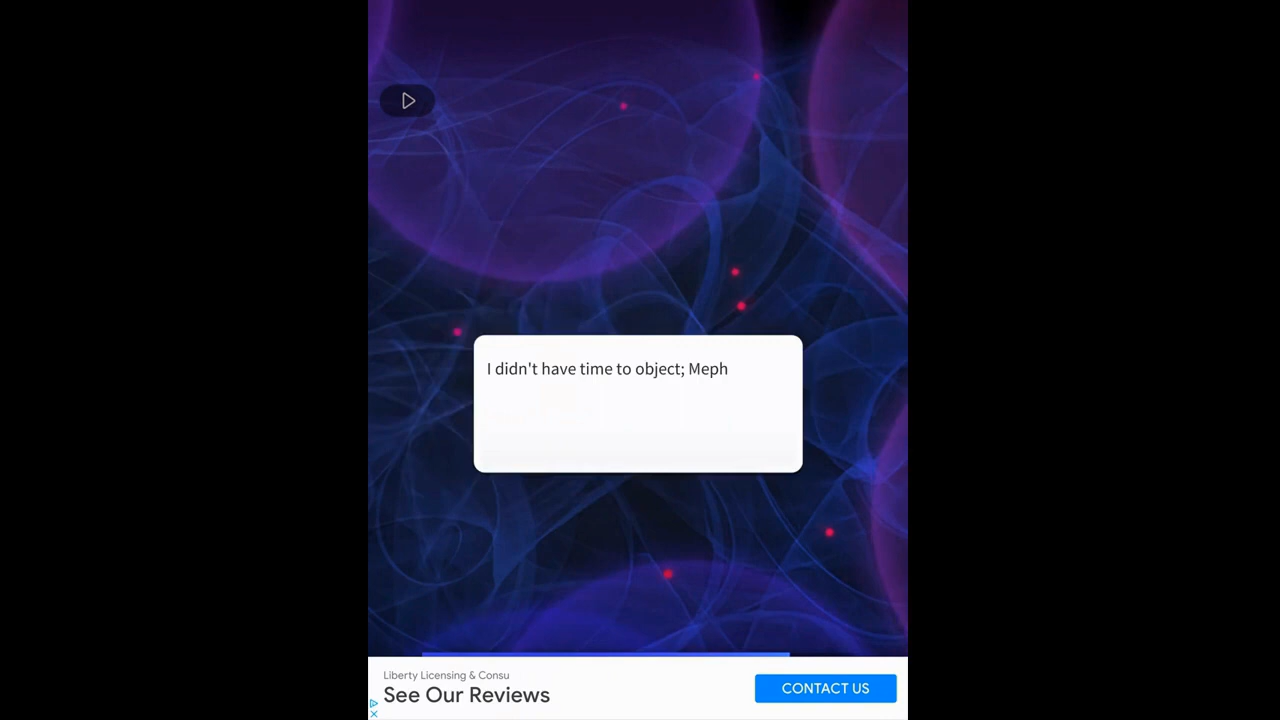 I didn't have time to object; Meph
Liberty Licensing & Consu
See Our Reviews
CONTACT US